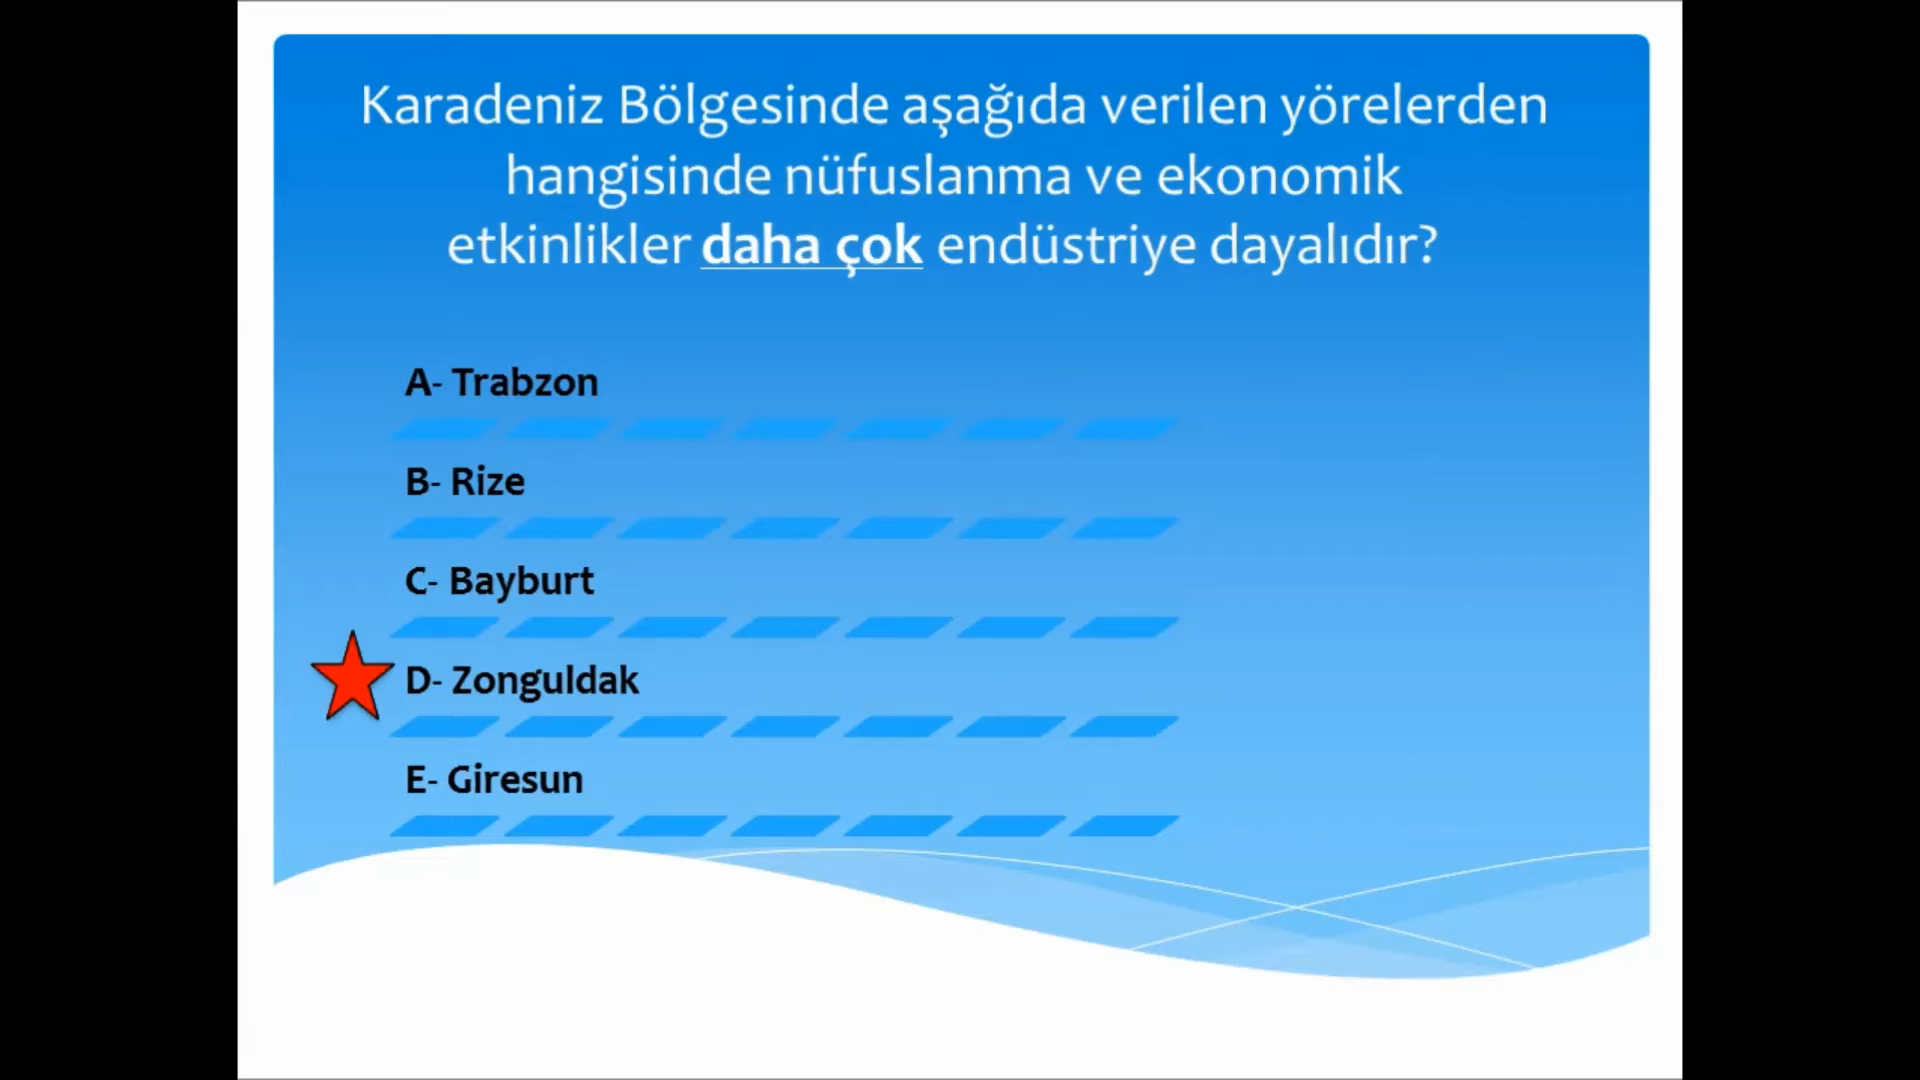 Karadeniz Bölgesinde aşağıda verilen yörelerden
hangisinde nüfuslanma ve ekonomik
etkinlikler daha çok endüstriye dayalıdır?
A- Trabzon
B- Rize
C- Bayburt
D- Zonguldak
E- Giresun